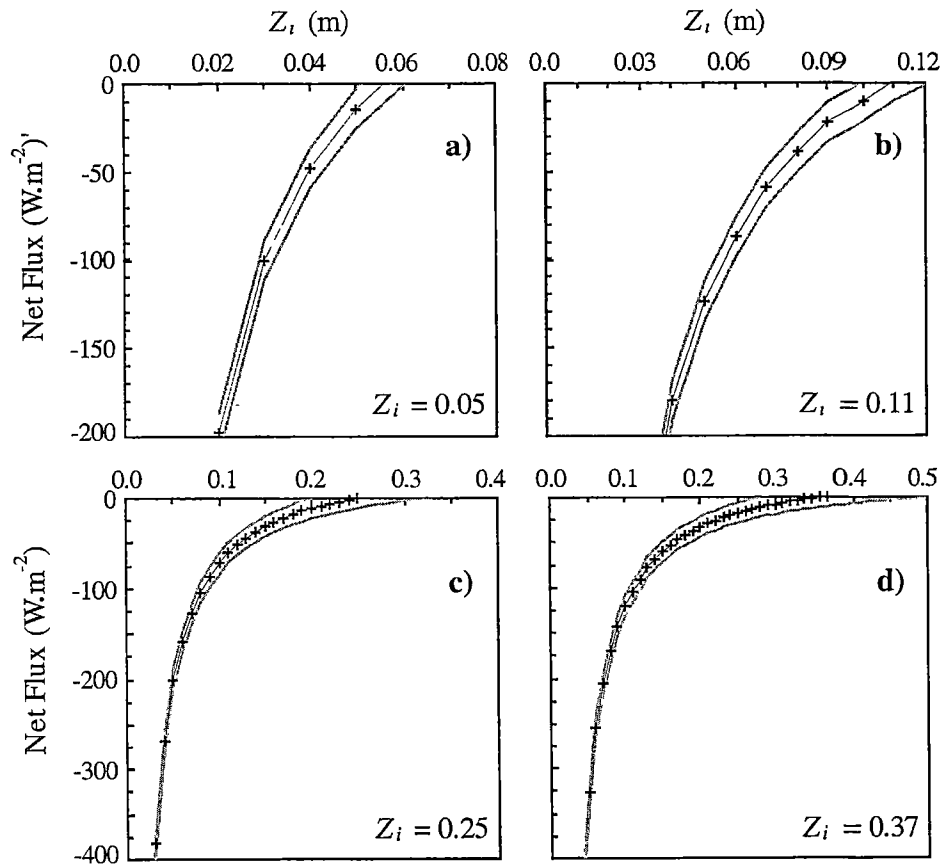 Z_i (m)
Z_i (m)
0.0 0.02 0.04 0.06 0.08
0.0 0.03 0.06 0.09 0.12
0
-50
-100
-150
-200
Net Flux (W.m⁻²)'
a)
b)
Z_i = 0.05
Z_i = 0.11
0.0 0.1 0.2 0.3 0.4
0.0 0.1 0.2 0.3 0.4 0.5
0
-100
-200
-300
-400
Net Flux (W.m⁻²)
c)
d)
Z_i = 0.25
Z_i = 0.37